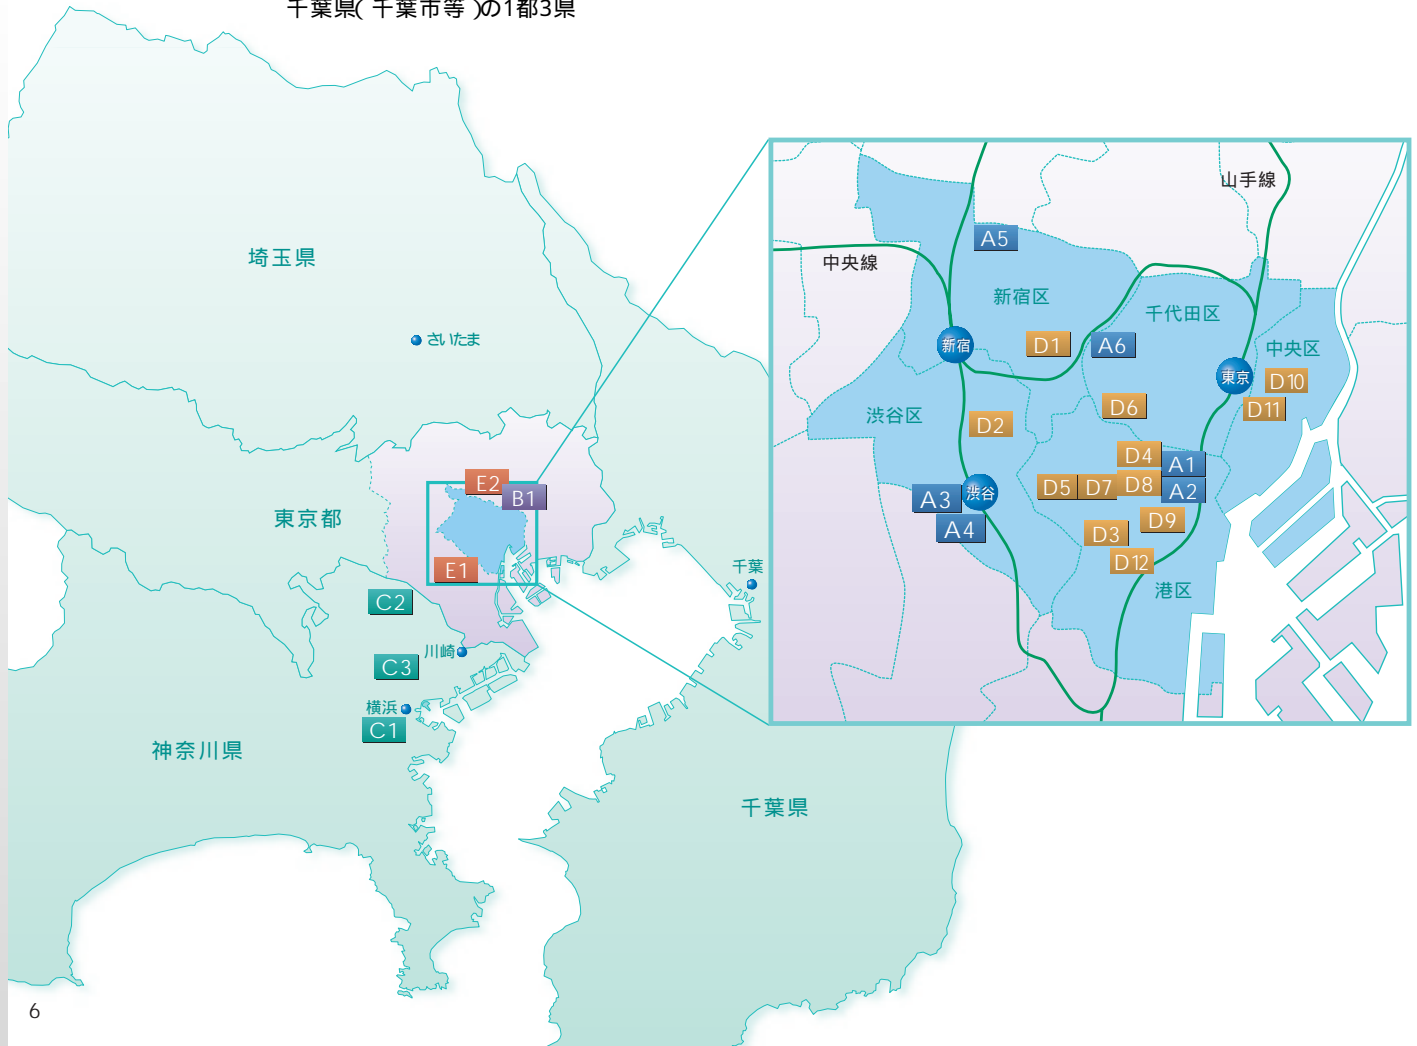 千葉県( 千葉市等 )の1都3県
山手線
A5
中央線
埼玉県
新宿区
千代田区
さいたま
新宿
D1
A6
中央区
東京
D10
D11
渋谷区
D6
D2
D4
A1
E2
B1
D5
D7
D8
A2
A3
渋谷
A4
D9
D3
D12
港区
東京都
E1
千葉
C2
川崎
C3
横浜
C1
神奈川県
千葉県
6